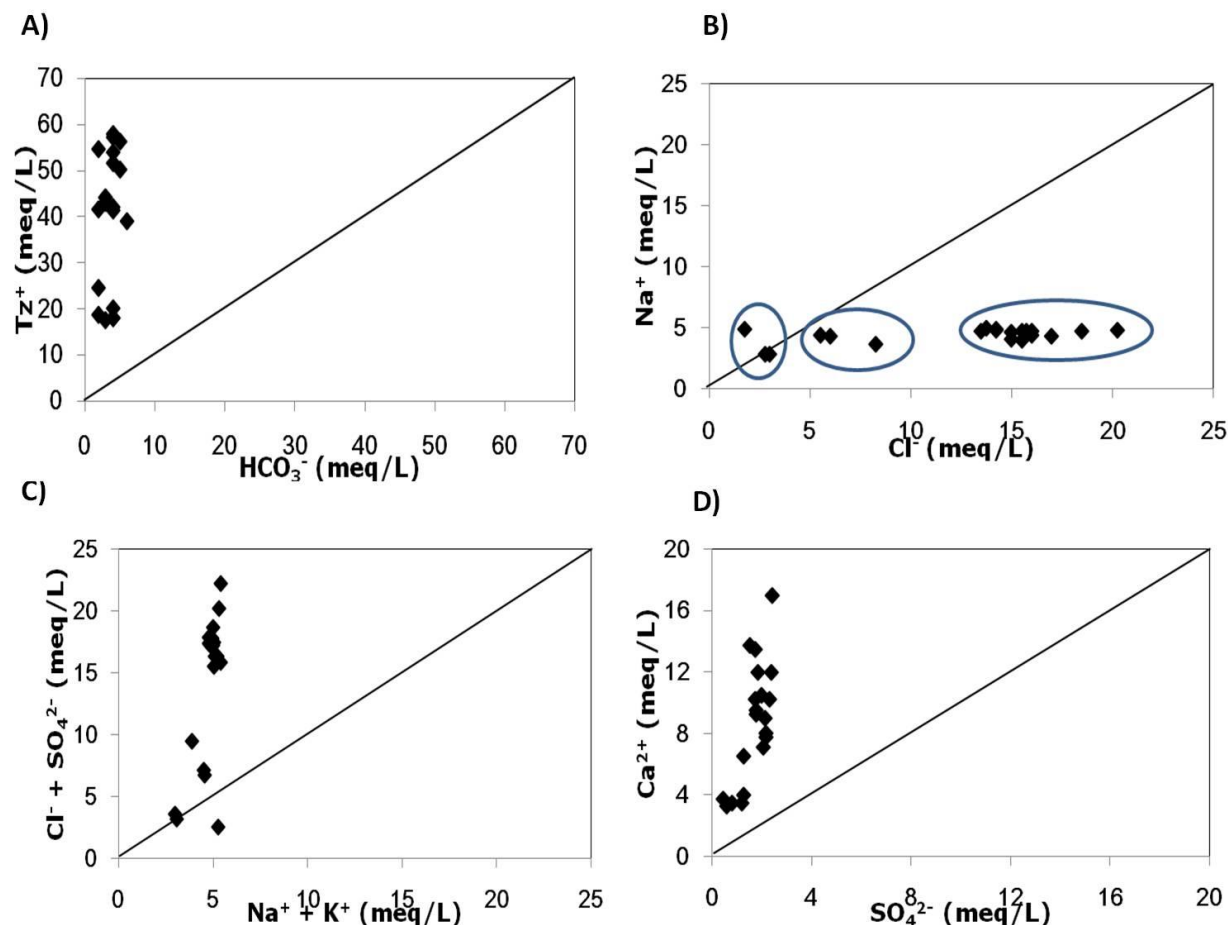 A)
70
60
50
40
30
20
10
0
Tz⁺ (meq/L)
0 10 20 30 40 50 60 70
HCO₃⁻ (meq/L)
B)
25
20
15
10
5
0
Na⁺ (meq/L)
0 5 10 15 20 25
Cl⁻ (meq/L)
C)
25
20
15
10
5
0
Cl⁻ + SO₄²⁻ (meq/L)
0 5 10 15 20 25
Na⁺ + K⁺ (meq/L)
D)
20
16
12
8
4
0
Ca²⁺ (meq/L)
0 4 8 12 16 20
SO₄²⁻ (meq/L)